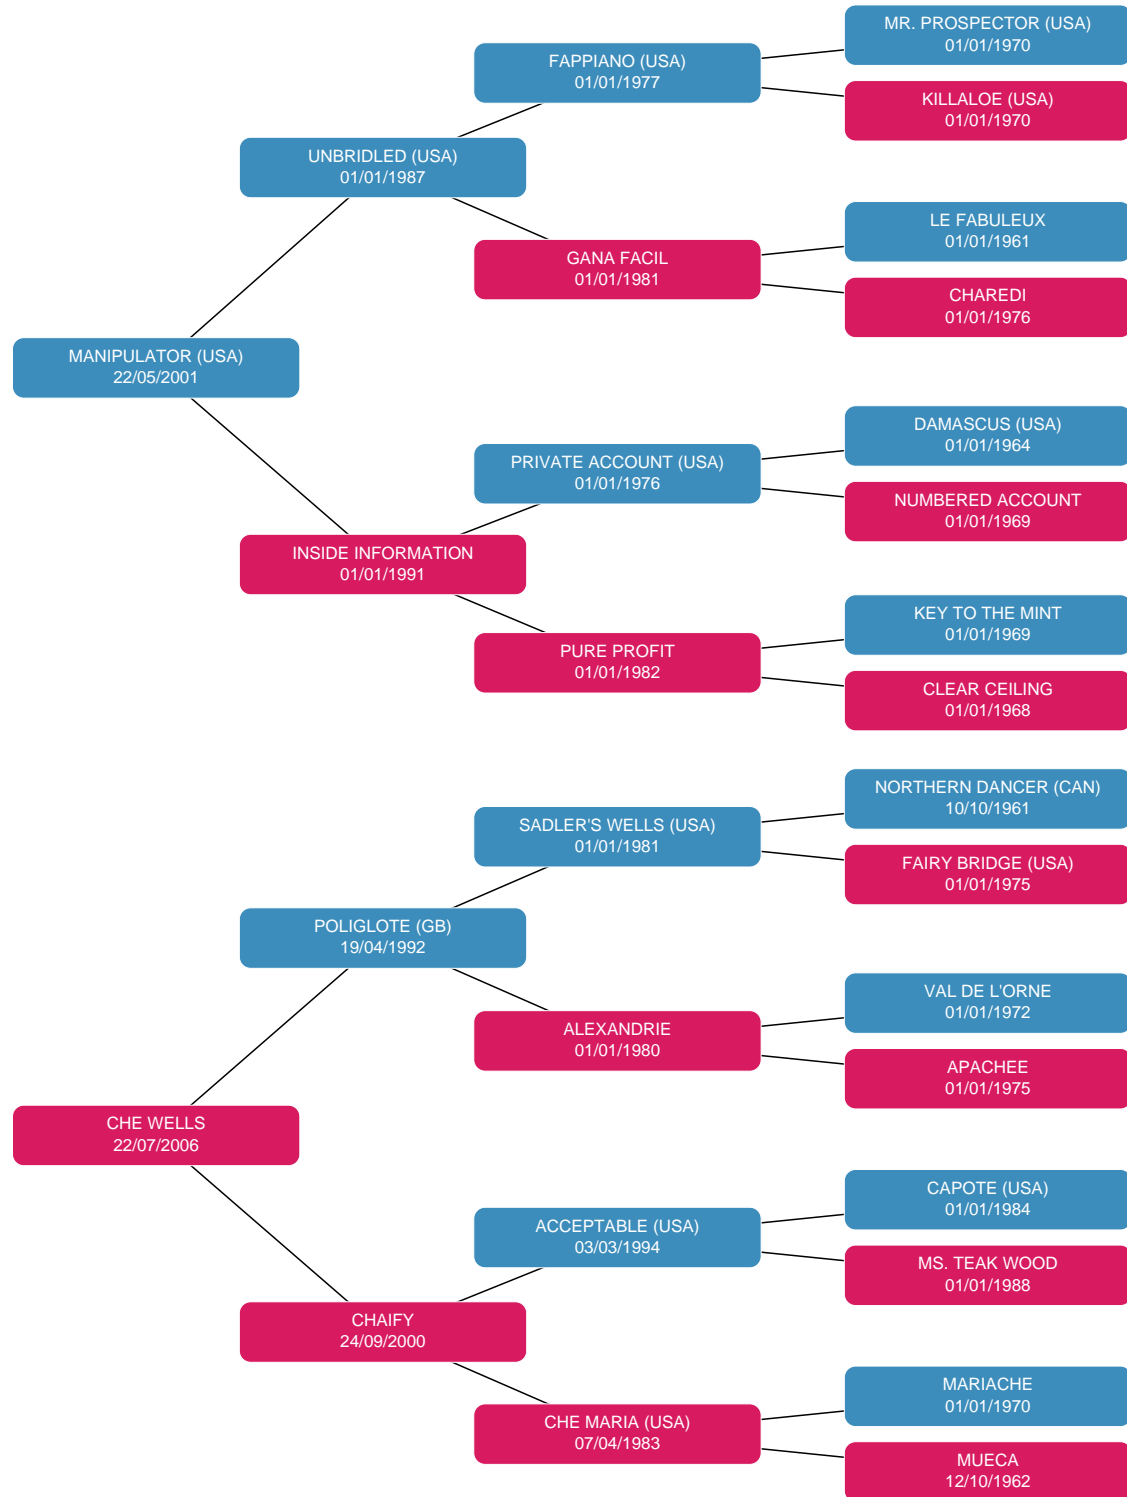 MR. PROSPECTOR (USA)
01/01/1970
FAPPIANO (USA)
01/01/1977
KILLALOE (USA)
01/01/1970
UNBRIDLED (USA)
01/01/1987
LE FABULEUX
01/01/1961
GANA FACIL
01/01/1981
CHAREDI
01/01/1976
MANIPULATOR (USA)
22/05/2001
DAMASCUS (USA)
01/01/1964
PRIVATE ACCOUNT (USA)
01/01/1976
NUMBERED ACCOUNT
01/01/1969
INSIDE INFORMATION
01/01/1991
KEY TO THE MINT
01/01/1969
PURE PROFIT
01/01/1982
CLEAR CEILING
01/01/1968
NORTHERN DANCER (CAN)
10/10/1961
SADLER'S WELLS (USA)
01/01/1981
FAIRY BRIDGE (USA)
01/01/1975
POLIGLOTE (GB)
19/04/1992
VAL DE L'ORNE
01/01/1972
ALEXANDRIE
01/01/1980
APACHEE
01/01/1975
CHE WELLS
22/07/2006
CAPOTE (USA)
01/01/1984
ACCEPTABLE (USA)
03/03/1994
MS. TEAK WOOD
01/01/1988
CHAIFY
24/09/2000
MARIACHE
01/01/1970
CHE MARIA (USA)
07/04/1983
MUECA
12/10/1962